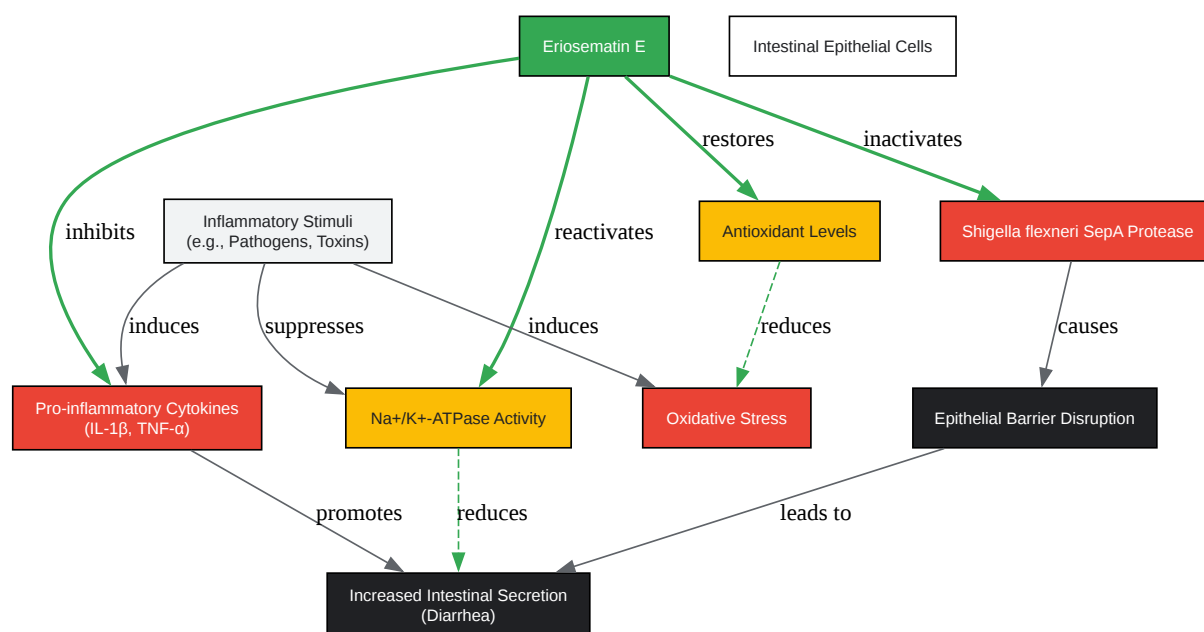 Eriosematin E
Intestinal Epithelial Cells
restores
inactivates
inhibits
Inflammatory Stimuli
(e.g., Pathogens, Toxins)
reactivates
Antioxidant Levels
Shigella flexneri SepA Protease
induces
suppresses
induces
reduces
causes
Pro-inflammatory Cytokines
(IL-1β, TNF-α)
Na+/K+-ATPase Activity
Oxidative Stress
Epithelial Barrier Disruption
promotes
reduces
leads to
Increased Intestinal Secretion
(Diarrhea)